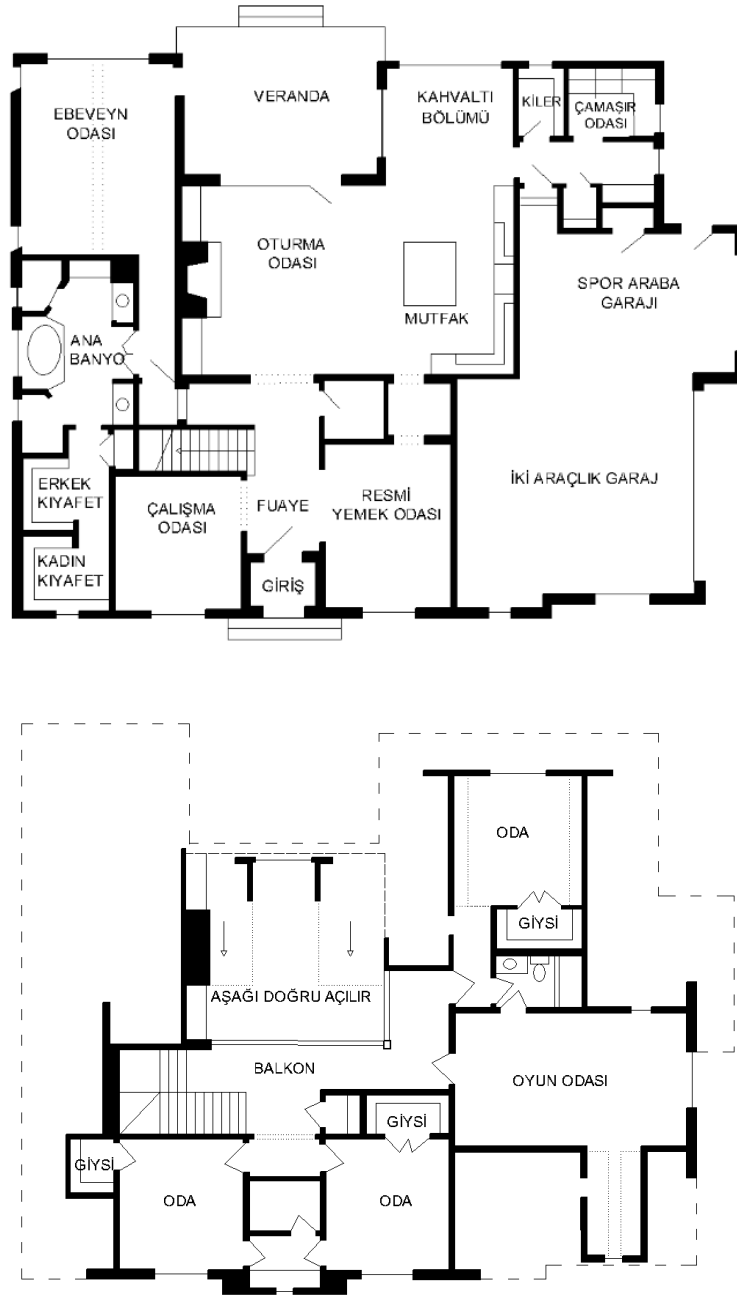 VERANDA
KAHVALTI
BÖLÜMÜ
KİLER
ÇAMAŞIR
ODASI
EBEVEYN
ODASI
OTURMA
ODASI
SPOR ARABA
GARAJI
MUTFAK
ANA
BANYO
ERKEK
KIYAFET
ÇALIŞMA
ODASI
FUAYE
RESMİ
YEMEK ODASI
İKİ ARAÇLIK GARAJ
KADIN
KIYAFET
GİRİŞ
ODA
GİYSİ
AŞAĞI DOĞRU AÇILIR
BALKON
OYUN ODASI
GİYSİ
GİYSİ
ODA
ODA